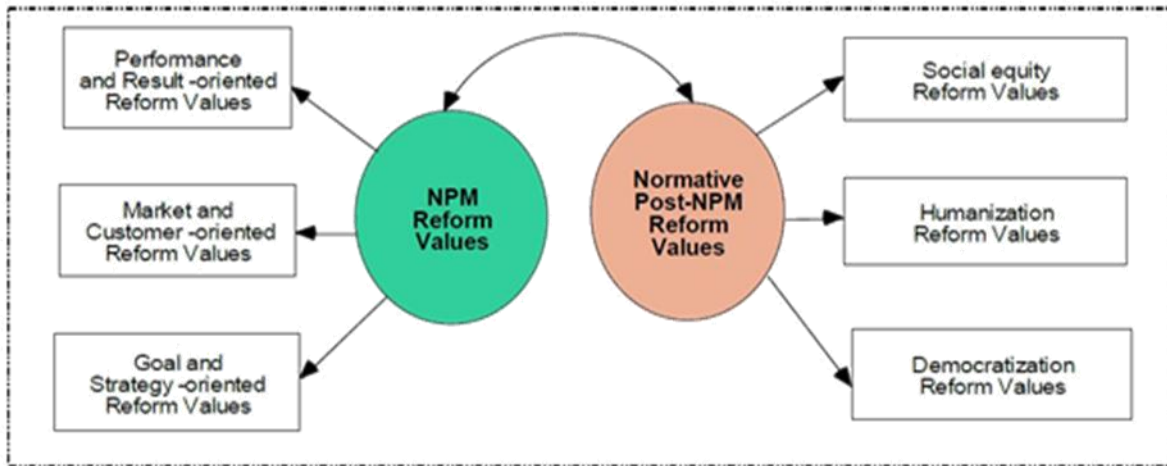 Performance
and Result -oriented
Reform Values
Market and
Customer -oriented
Reform Values
Goal and
Strategy -oriented
Reform Values
NPM
Reform
Values
Normative
Post-NPM
Reform
Values
Social equity
Reform Values
Humanization
Reform Values
Democratization
Reform Values